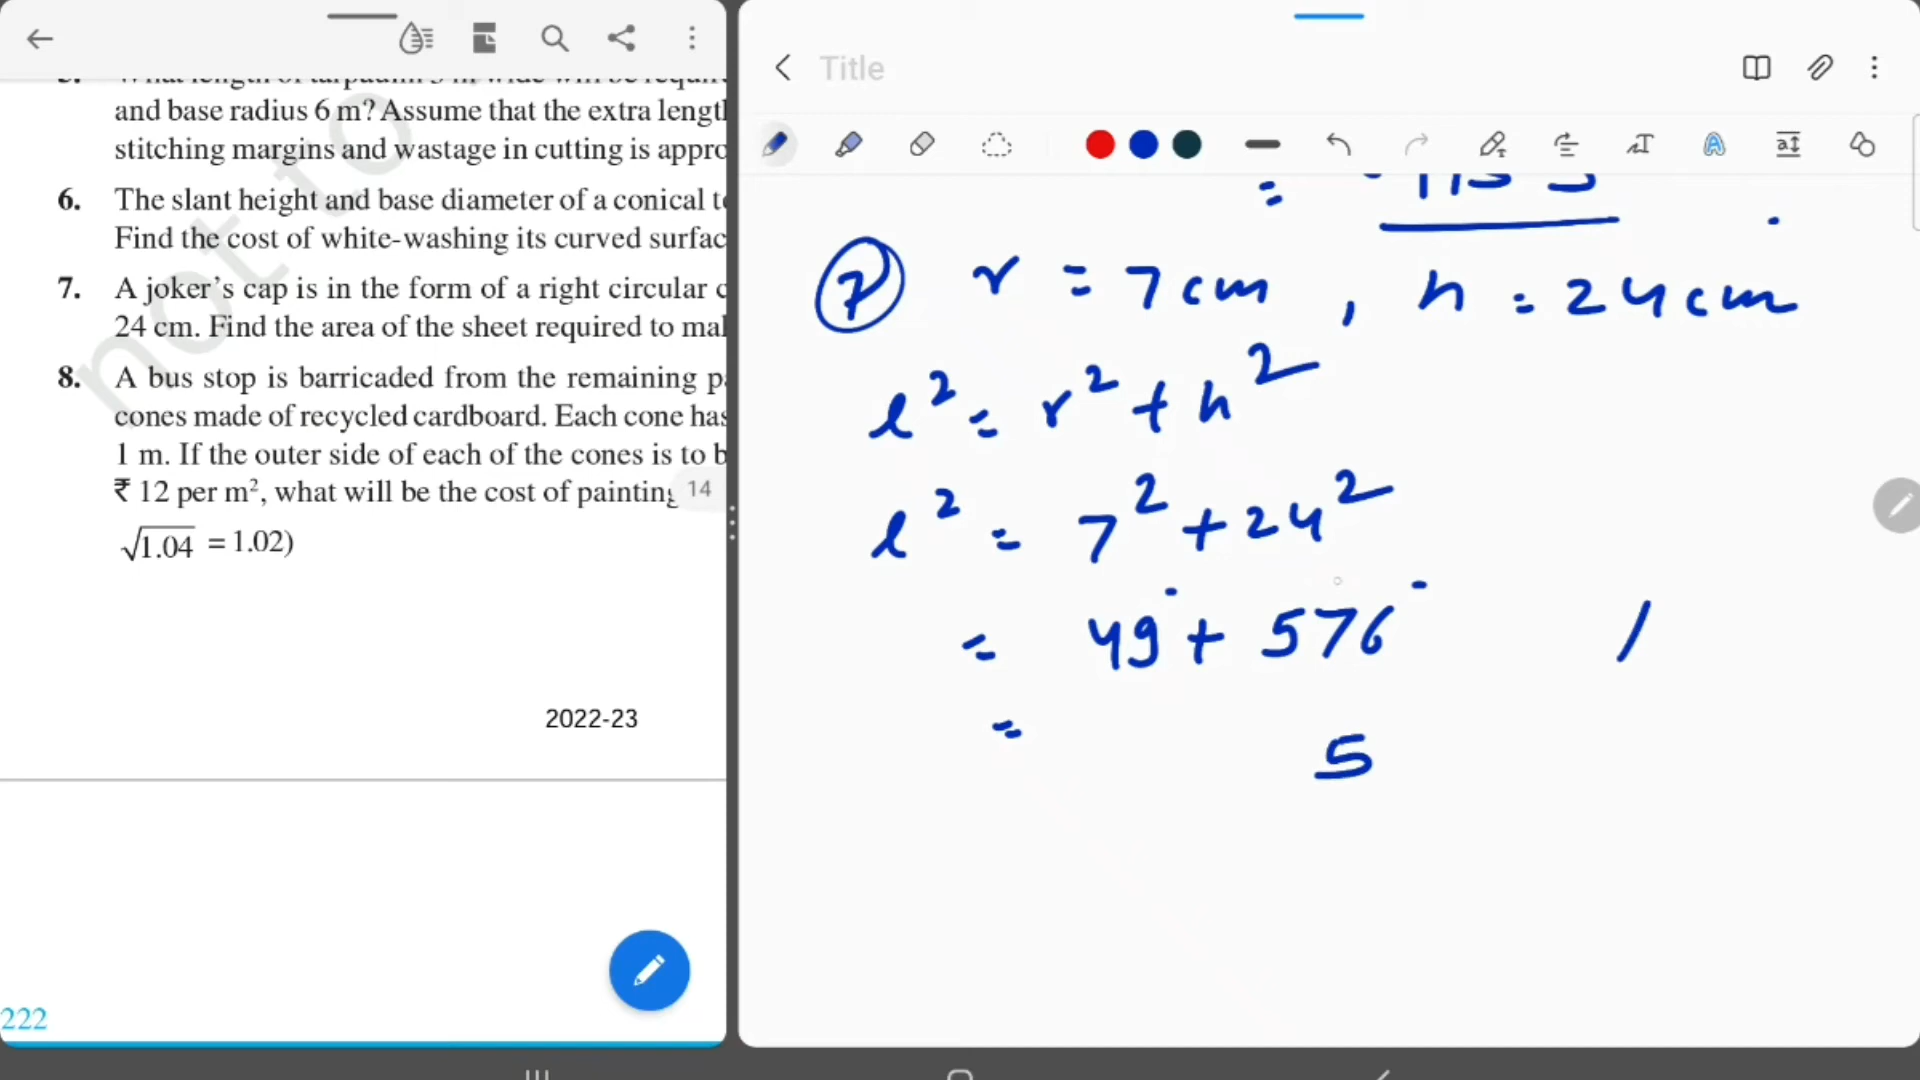 and base radius 6 m? Assume that the extra lengt
stitching margins and wastage in cutting is appro
6. The slant height and base diameter of a conical t
Find the cost of white-washing its curved surfac
7. A joker's cap is in the form of a right circular c
24 cm. Find the area of the sheet required to ma
8. A bus stop is barricaded from the remaining p
cones made of recycled cardboard. Each cone has
1 m. If the outer side of each of the cones is to b
₹ 12 per m², what will be the cost of painting
14
√1.04 = 1.02)
2022-23
222
not to
Title
7 r = 7cm, h = 24cm
l² = r² + h²
l² = 7² + 24²
= 49 + 576 /
= 5